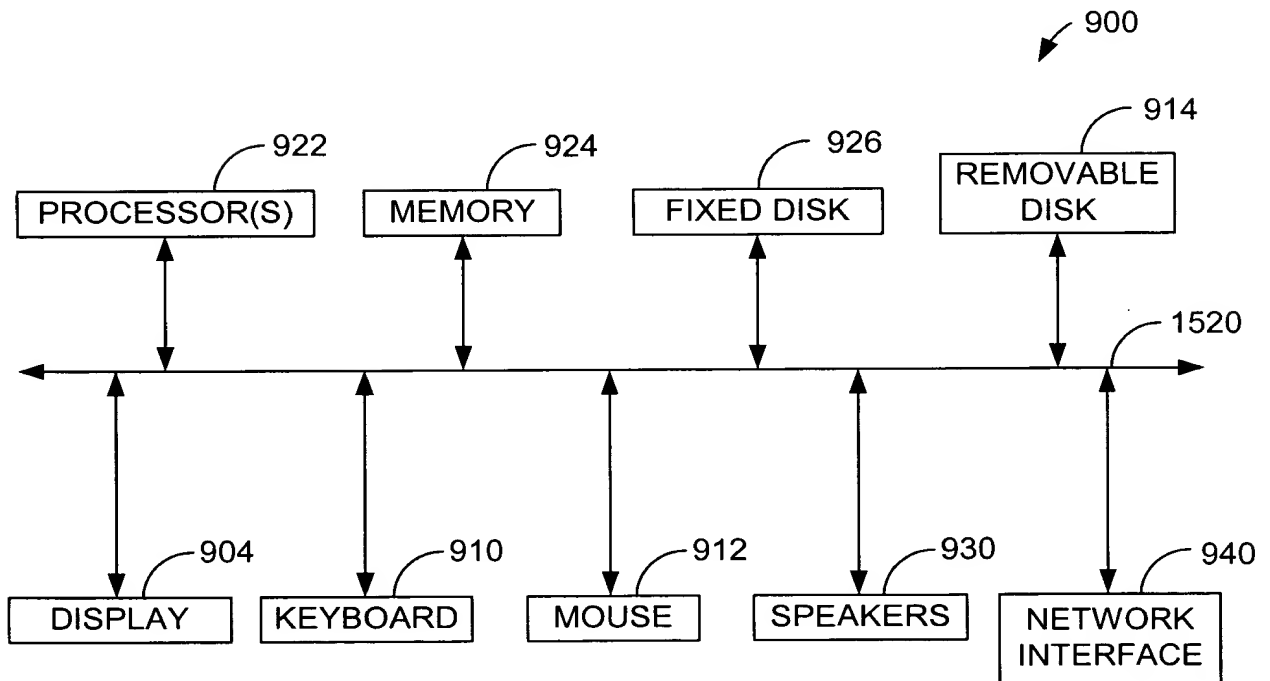 900
922
924
926
914
PROCESSOR(S)
MEMORY
FIXED DISK
REMOVABLE
DISK
1520
904
910
912
930
940
DISPLAY
KEYBOARD
MOUSE
SPEAKERS
NETWORK
INTERFACE